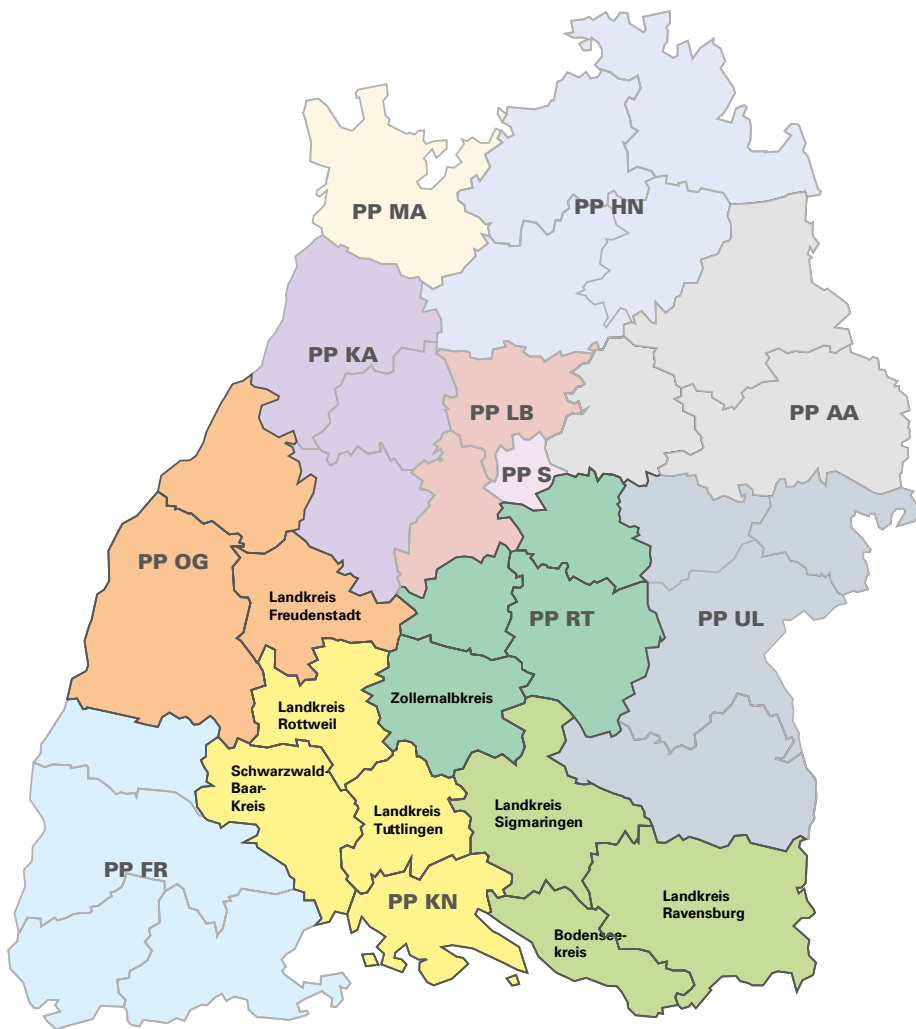 PP MA
PP HN
PP KA
PP LB
PP AA
PP S
PP OG
Landkreis
Freudenstadt
PP RT
PP UL
Landkreis
Rottweil
Zollernalbkreis
Schwarzwald-
Baar-
Kreis
Landkreis
Tuttlingen
Landkreis
Sigmaringen
PP FR
PP KN
Landkreis
Ravensburg
Bodensee-
kreis